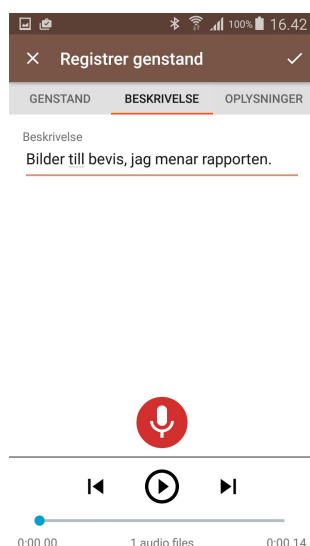 100% 16.42
Registrer genstand
GENSTAND BESKRIVELSE OPLYSNINGER
Beskrivelse
Bilder till bevis, jag menar rapporten.
0:00.00 1 audio files 0:00.14